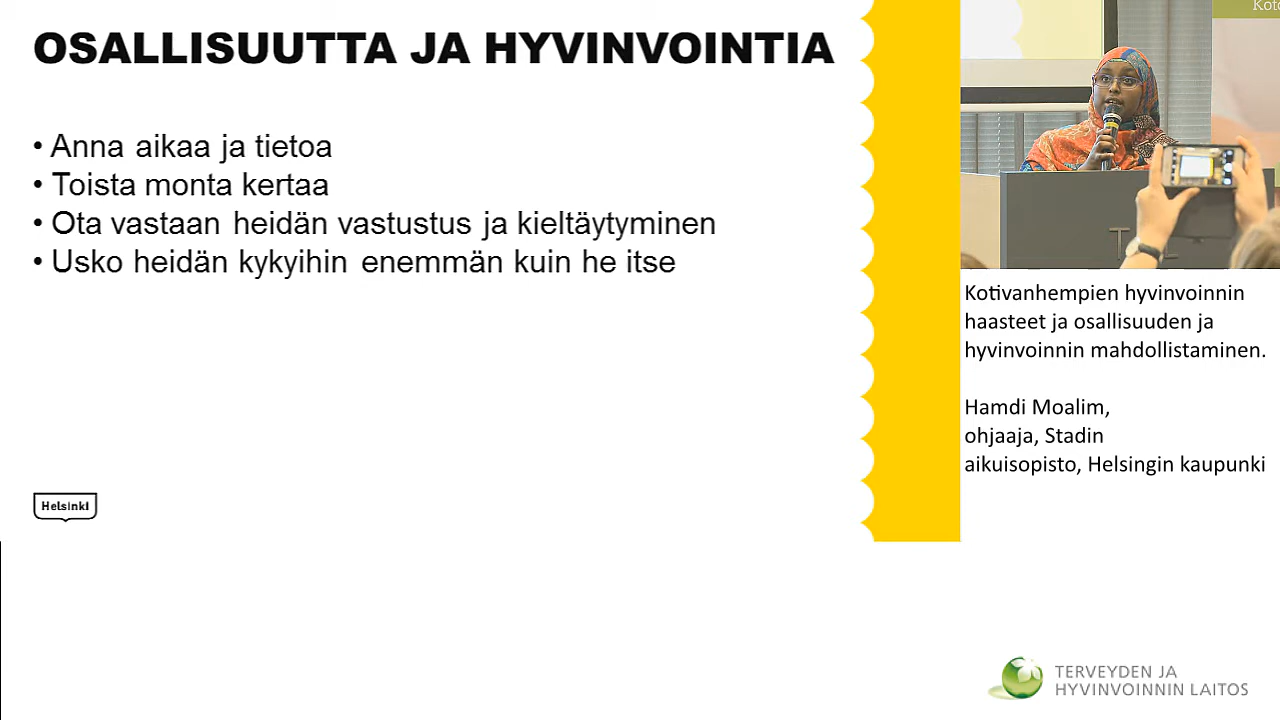 OSALLISUUTTA JA HYVINVOINTIA
• Anna aikaa ja tietoa
• Toista monta kertaa
• Ota vastaan heidän vastustus ja kieltäytyminen
• Usko heidän kykyihin enemmän kuin he itse
Helsinki
Kotivanhempien hyvinvoinnin
haasteet ja osallisuuden ja
hyvinvoinnin mahdollistaminen.
Hamdi Moalim,
ohjaaja, Stadin
aikuisopisto, Helsingin kaupunki
TERVEYDEN JA
HYVINVOINNIN LAITOS